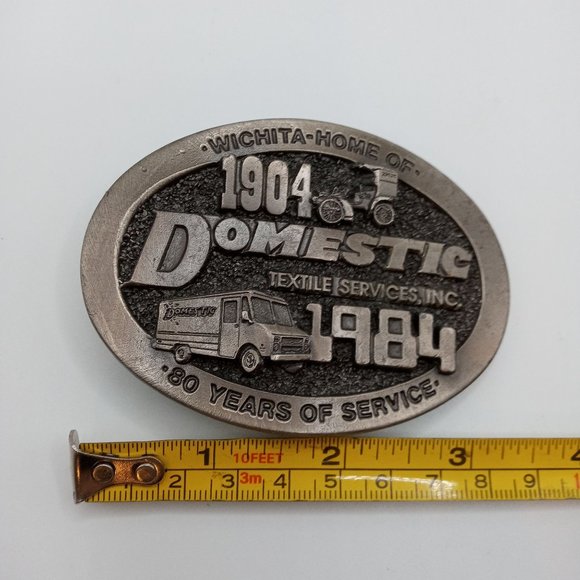 ·WICHITA-HOME OF·
1904
DOMESTIC
TEXTILE SERVICES, INC.
DOMESTIC
1984
·80 YEARS OF SERVICE·
1 10FEET 2 3
1 2 3 3m 4 5 6 7 8 9